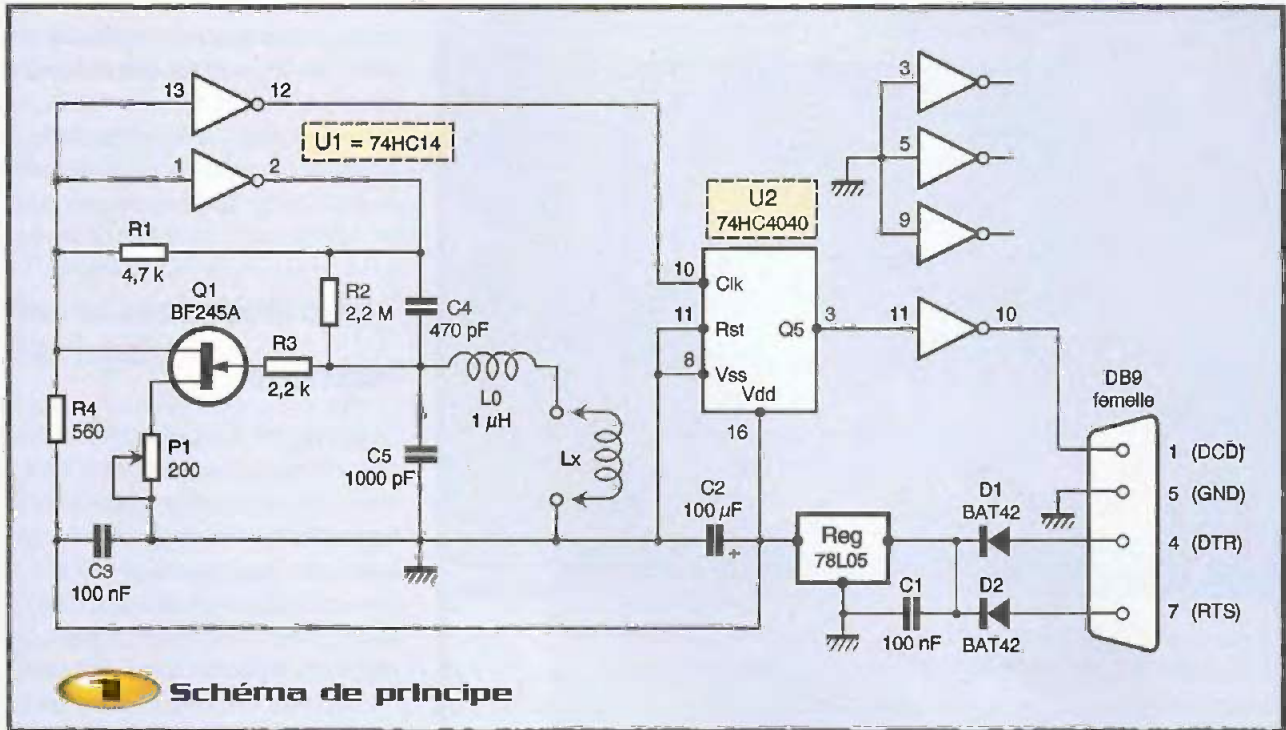 13
12
U1 = 74HC14
1
2
R1
4,7 k
Q1
BF245A
R2
2,2 M
C4
470 pF
R3
2,2 k
L0
1 µH
R4
560
P1
200
C5
1000 pF
Lx
C3
100 nF
U2
74HC4040
10
Clk
11
Rst
8
Vss
Q5
3
Vdd
16
3
5
9
11
10
DB9
femelle
1 (DCD)
5 (GND)
4 (DTR)
7 (RTS)
C2
100 µF
+
Reg
78L05
D1
BAT42
C1
100 nF
D2
BAT42
1 Schéma de principe